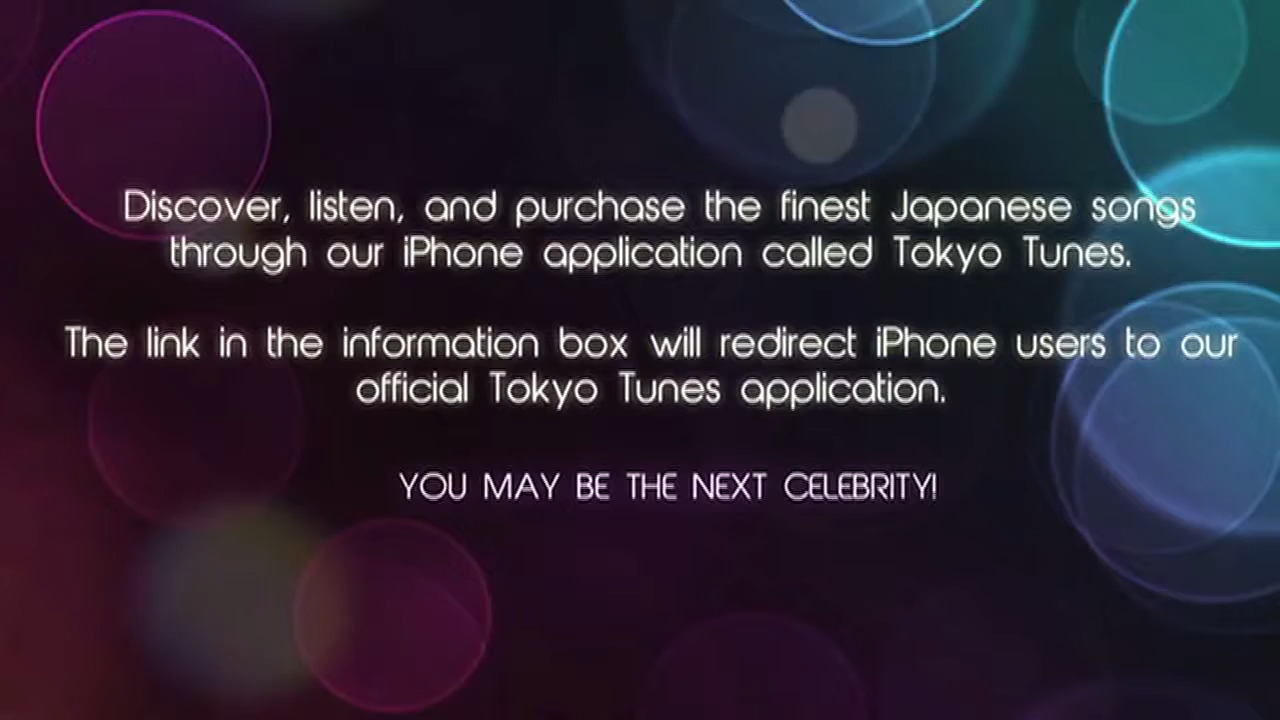 Discover, listen, and purchase the finest Japanese songs
through our iPhone application called Tokyo Tunes.
The link in the information box will redirect iPhone users to our
official Tokyo Tunes application.
YOU MAY BE THE NEXT CELEBRITY!